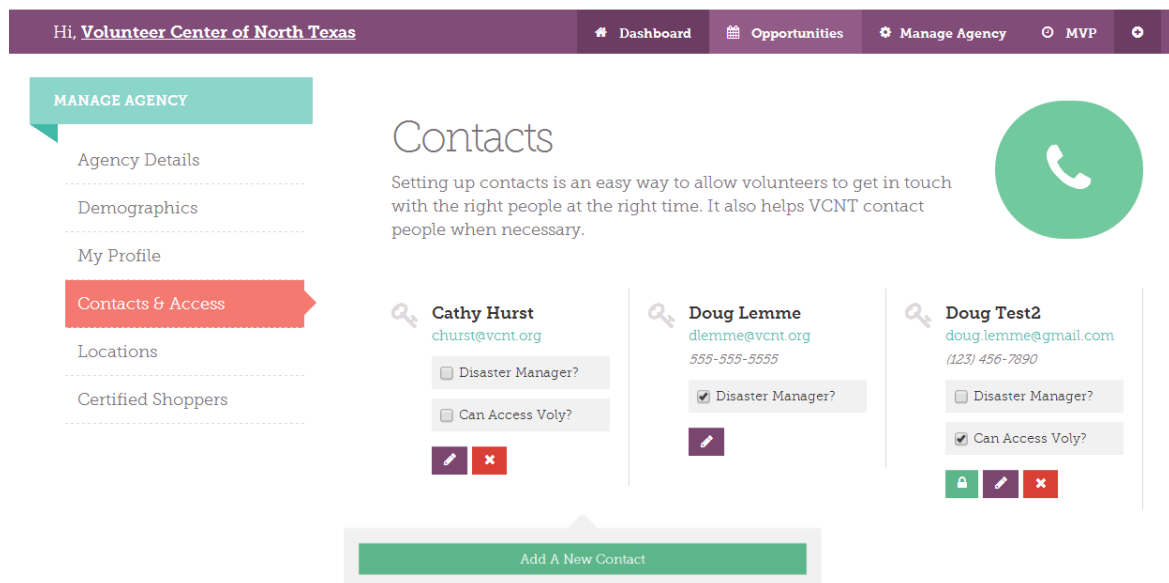 Hi, Volunteer Center of North Texas
Dashboard
Opportunities
Manage Agency
MVP
MANAGE AGENCY
Agency Details
Demographics
My Profile
Contacts & Access
Locations
Certified Shoppers
Contacts
Setting up contacts is an easy way to allow volunteers to get in touch
with the right people at the right time. It also helps VCNT contact
people when necessary.
Cathy Hurst
churst@vcnt.org
Disaster Manager?
Can Access Voly?
Doug Lemme
dlemme@vcnt.org
555-555-5555
Disaster Manager?
Doug Test2
doug.lemme@gmail.com
(123) 456-7890
Disaster Manager?
Can Access Voly?
Add A New Contact